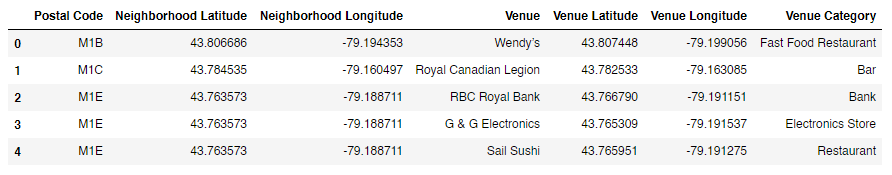 Postal Code Neighborhood Latitude Neighborhood Longitude Venue Venue Latitude Venue Longitude Venue Category
0 M1B 43.806686 -79.194353 Wendy's 43.807448 -79.199056 Fast Food Restaurant
1 M1C 43.784535 -79.160497 Royal Canadian Legion 43.782533 -79.163085 Bar
2 M1E 43.763573 -79.188711 RBC Royal Bank 43.766790 -79.191151 Bank
3 M1E 43.763573 -79.188711 G & G Electronics 43.765309 -79.191537 Electronics Store
4 M1E 43.763573 -79.188711 Sail Sushi 43.765951 -79.191275 Restaurant